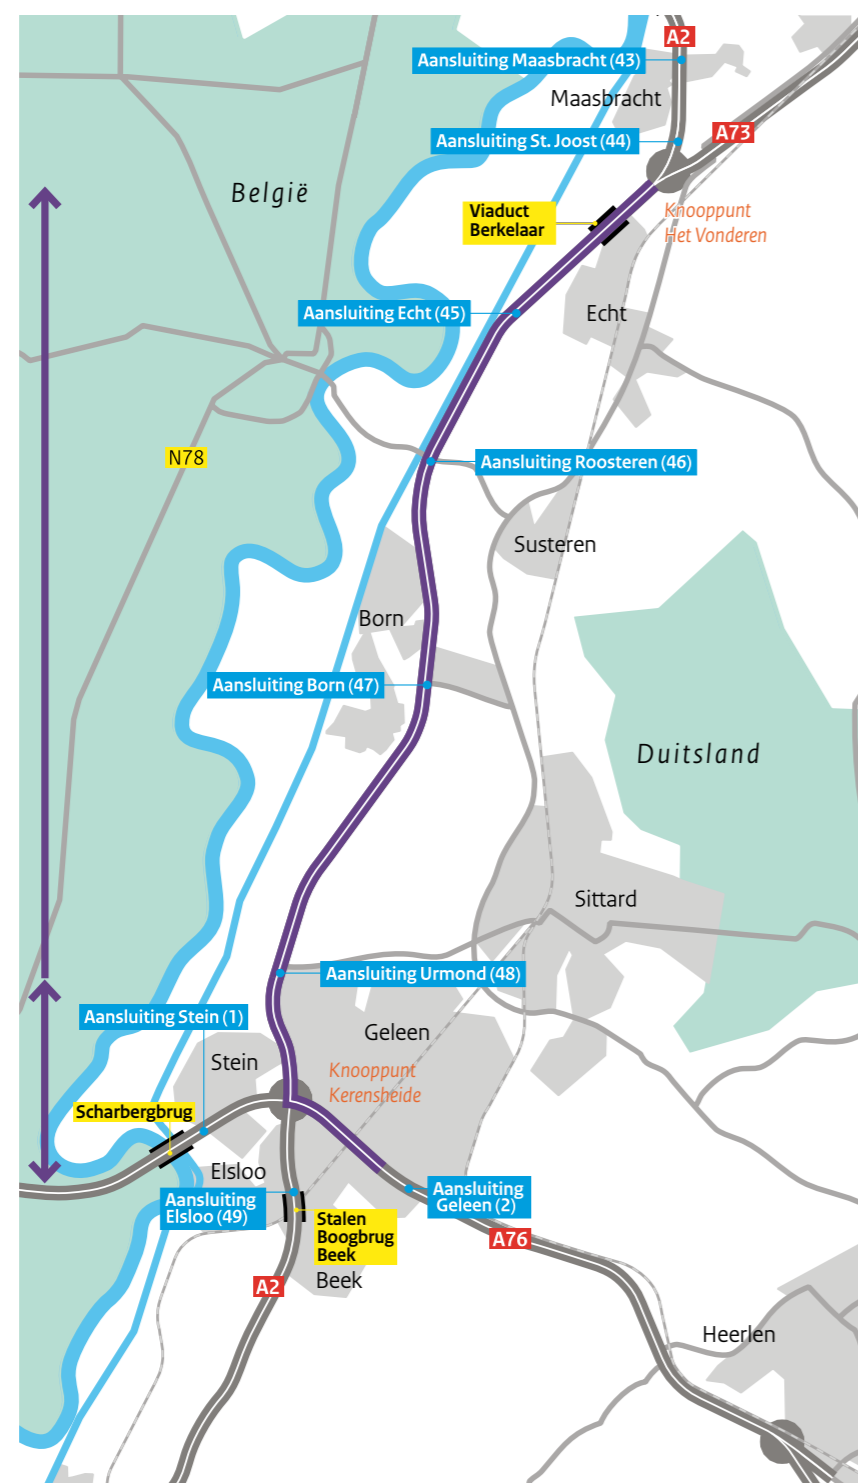 A2
Aansluiting Maasbracht (43)
Maasbracht
A73
Aansluiting St. Joost (44)
België
Viaduct
Berkelaar
Knooppunt
Het Vonderen
Aansluiting Echt (45)
Echt
N78
Aansluiting Roosteren (46)
Susteren
Born
Aansluiting Born (47)
Duitsland
Sittard
Aansluiting Urmond (48)
Aansluiting Stein (1)
Geleen
Stein
Knooppunt
Kerensheide
Scharbergbrug
Elsloo
Aansluiting
Elsloo (49)
Aansluiting
Geleen (2)
Stalen
Boogbrug
Beek
A76
Beek
A2
Heerlen